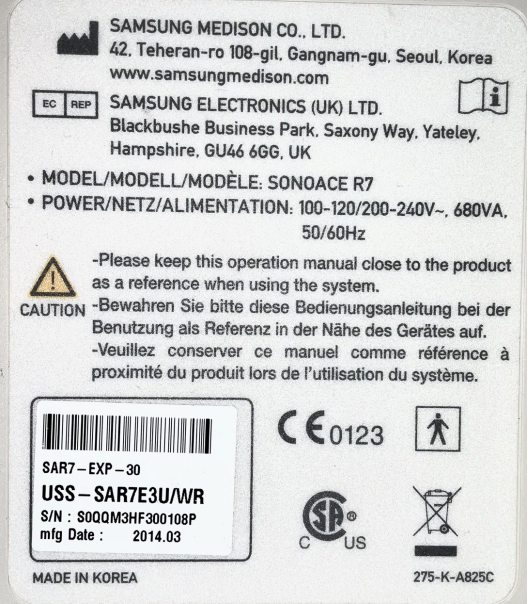 SAMSUNG MEDISON CO., LTD.
42, Teheran-ro 108-gil, Gangnam-gu, Seoul, Korea
www.samsungmedison.com
EC REP
SAMSUNG ELECTRONICS (UK) LTD.
Blackbushe Business Park, Saxony Way, Yateley,
Hampshire, GU46 6GG, UK
i
• MODEL/MODELL/MODÈLE: SONOACE R7
• POWER/NETZ/ALIMENTATION: 100-120/200-240V~, 680VA,
50/60Hz
CAUTION
-Please keep this operation manual close to the product
as a reference when using the system.
-Bewahren Sie bitte diese Bedienungsanleitung bei der
Benutzung als Referenz in der Nähe des Gerätes auf.
-Veuillez conserver ce manuel comme référence à
proximité du produit lors de l'utilisation du système.
SAR7-EXP-30
USS-SAR7E3U/WR
S/N : S0QQM3HF300108P
mfg Date : 2014.03
CE 0123
SA ®
C US
MADE IN KOREA
275-K-A825C